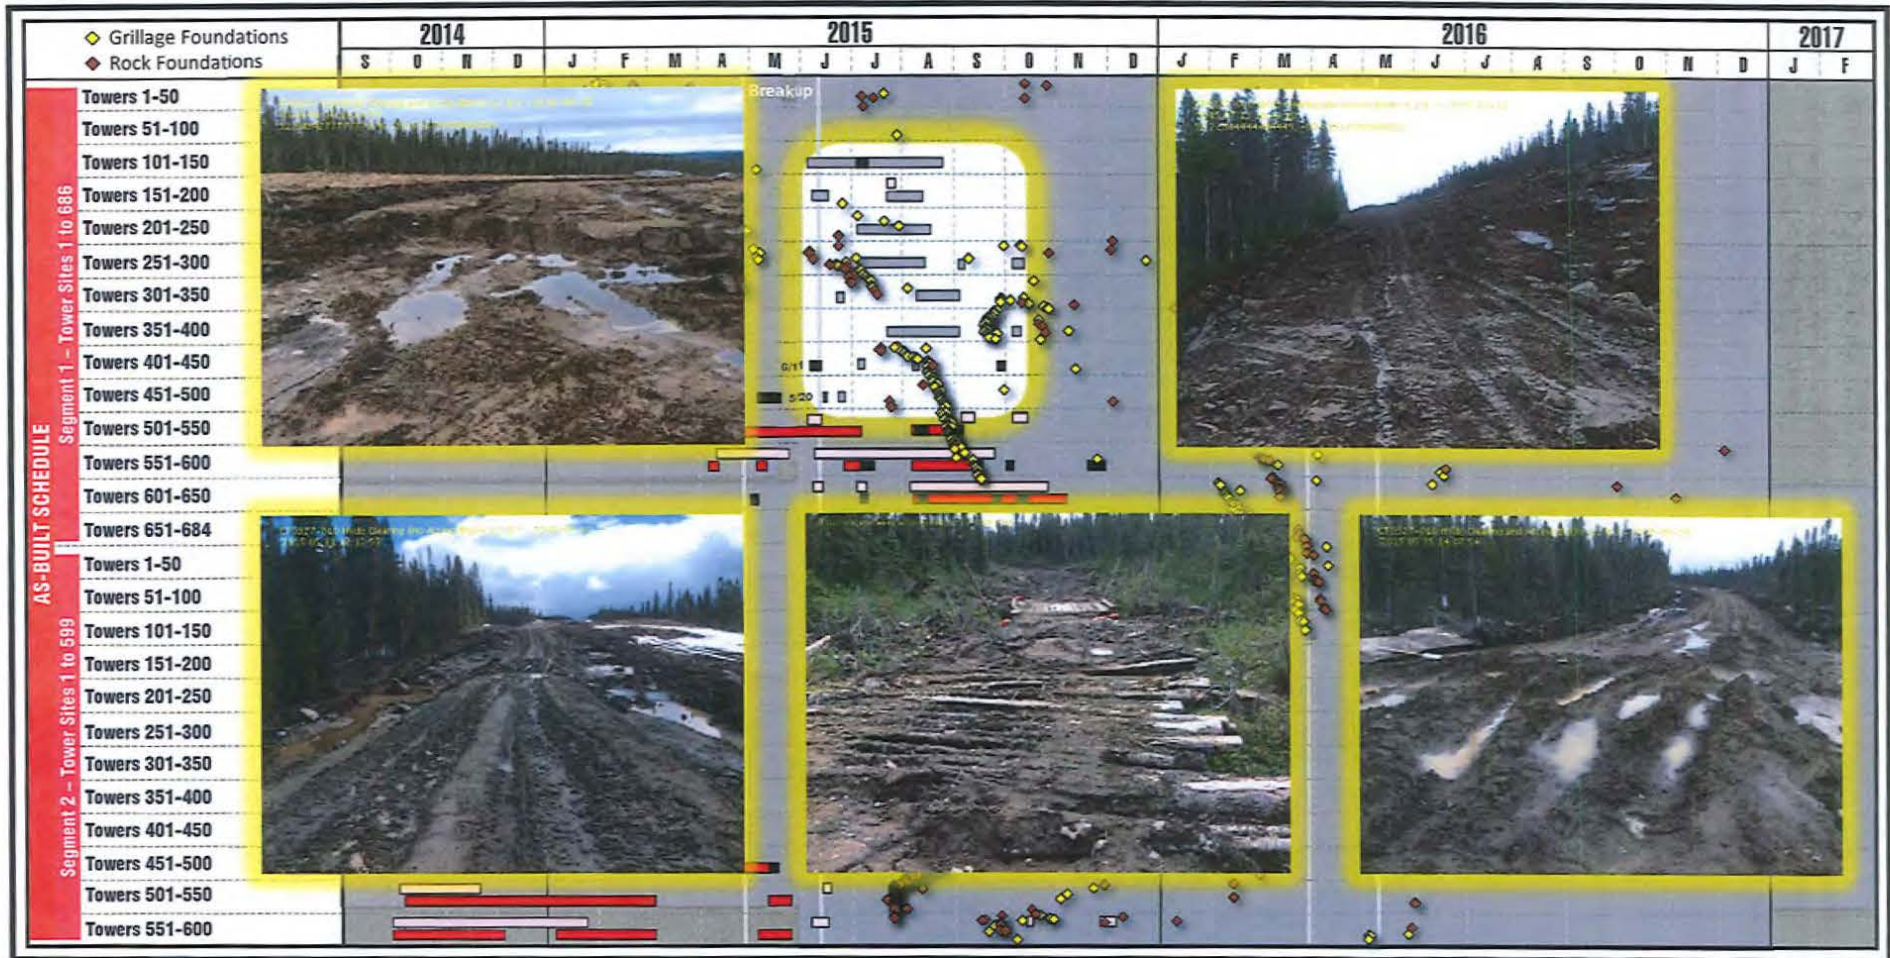 Grillage Foundations
Rock Foundations
2014 2015 2016 2017
S O N D J F M A M J J A S O N D J F M A M J J A S O N D J F
AS-BUILT SCHEDULE
Segment 1 – Tower Sites 1 to 686
Towers 1-50
Towers 51-100
Towers 101-150
Towers 151-200
Towers 201-250
Towers 251-300
Towers 301-350
Towers 351-400
Towers 401-450
Towers 451-500
Towers 501-550
Towers 551-600
Towers 601-650
Towers 651-684
Segment 2 – Tower Sites 1 to 599
Towers 1-50
Towers 51-100
Towers 101-150
Towers 151-200
Towers 201-250
Towers 251-300
Towers 301-350
Towers 351-400
Towers 401-450
Towers 451-500
Towers 501-550
Towers 551-600
Breakup
6/11
5/20